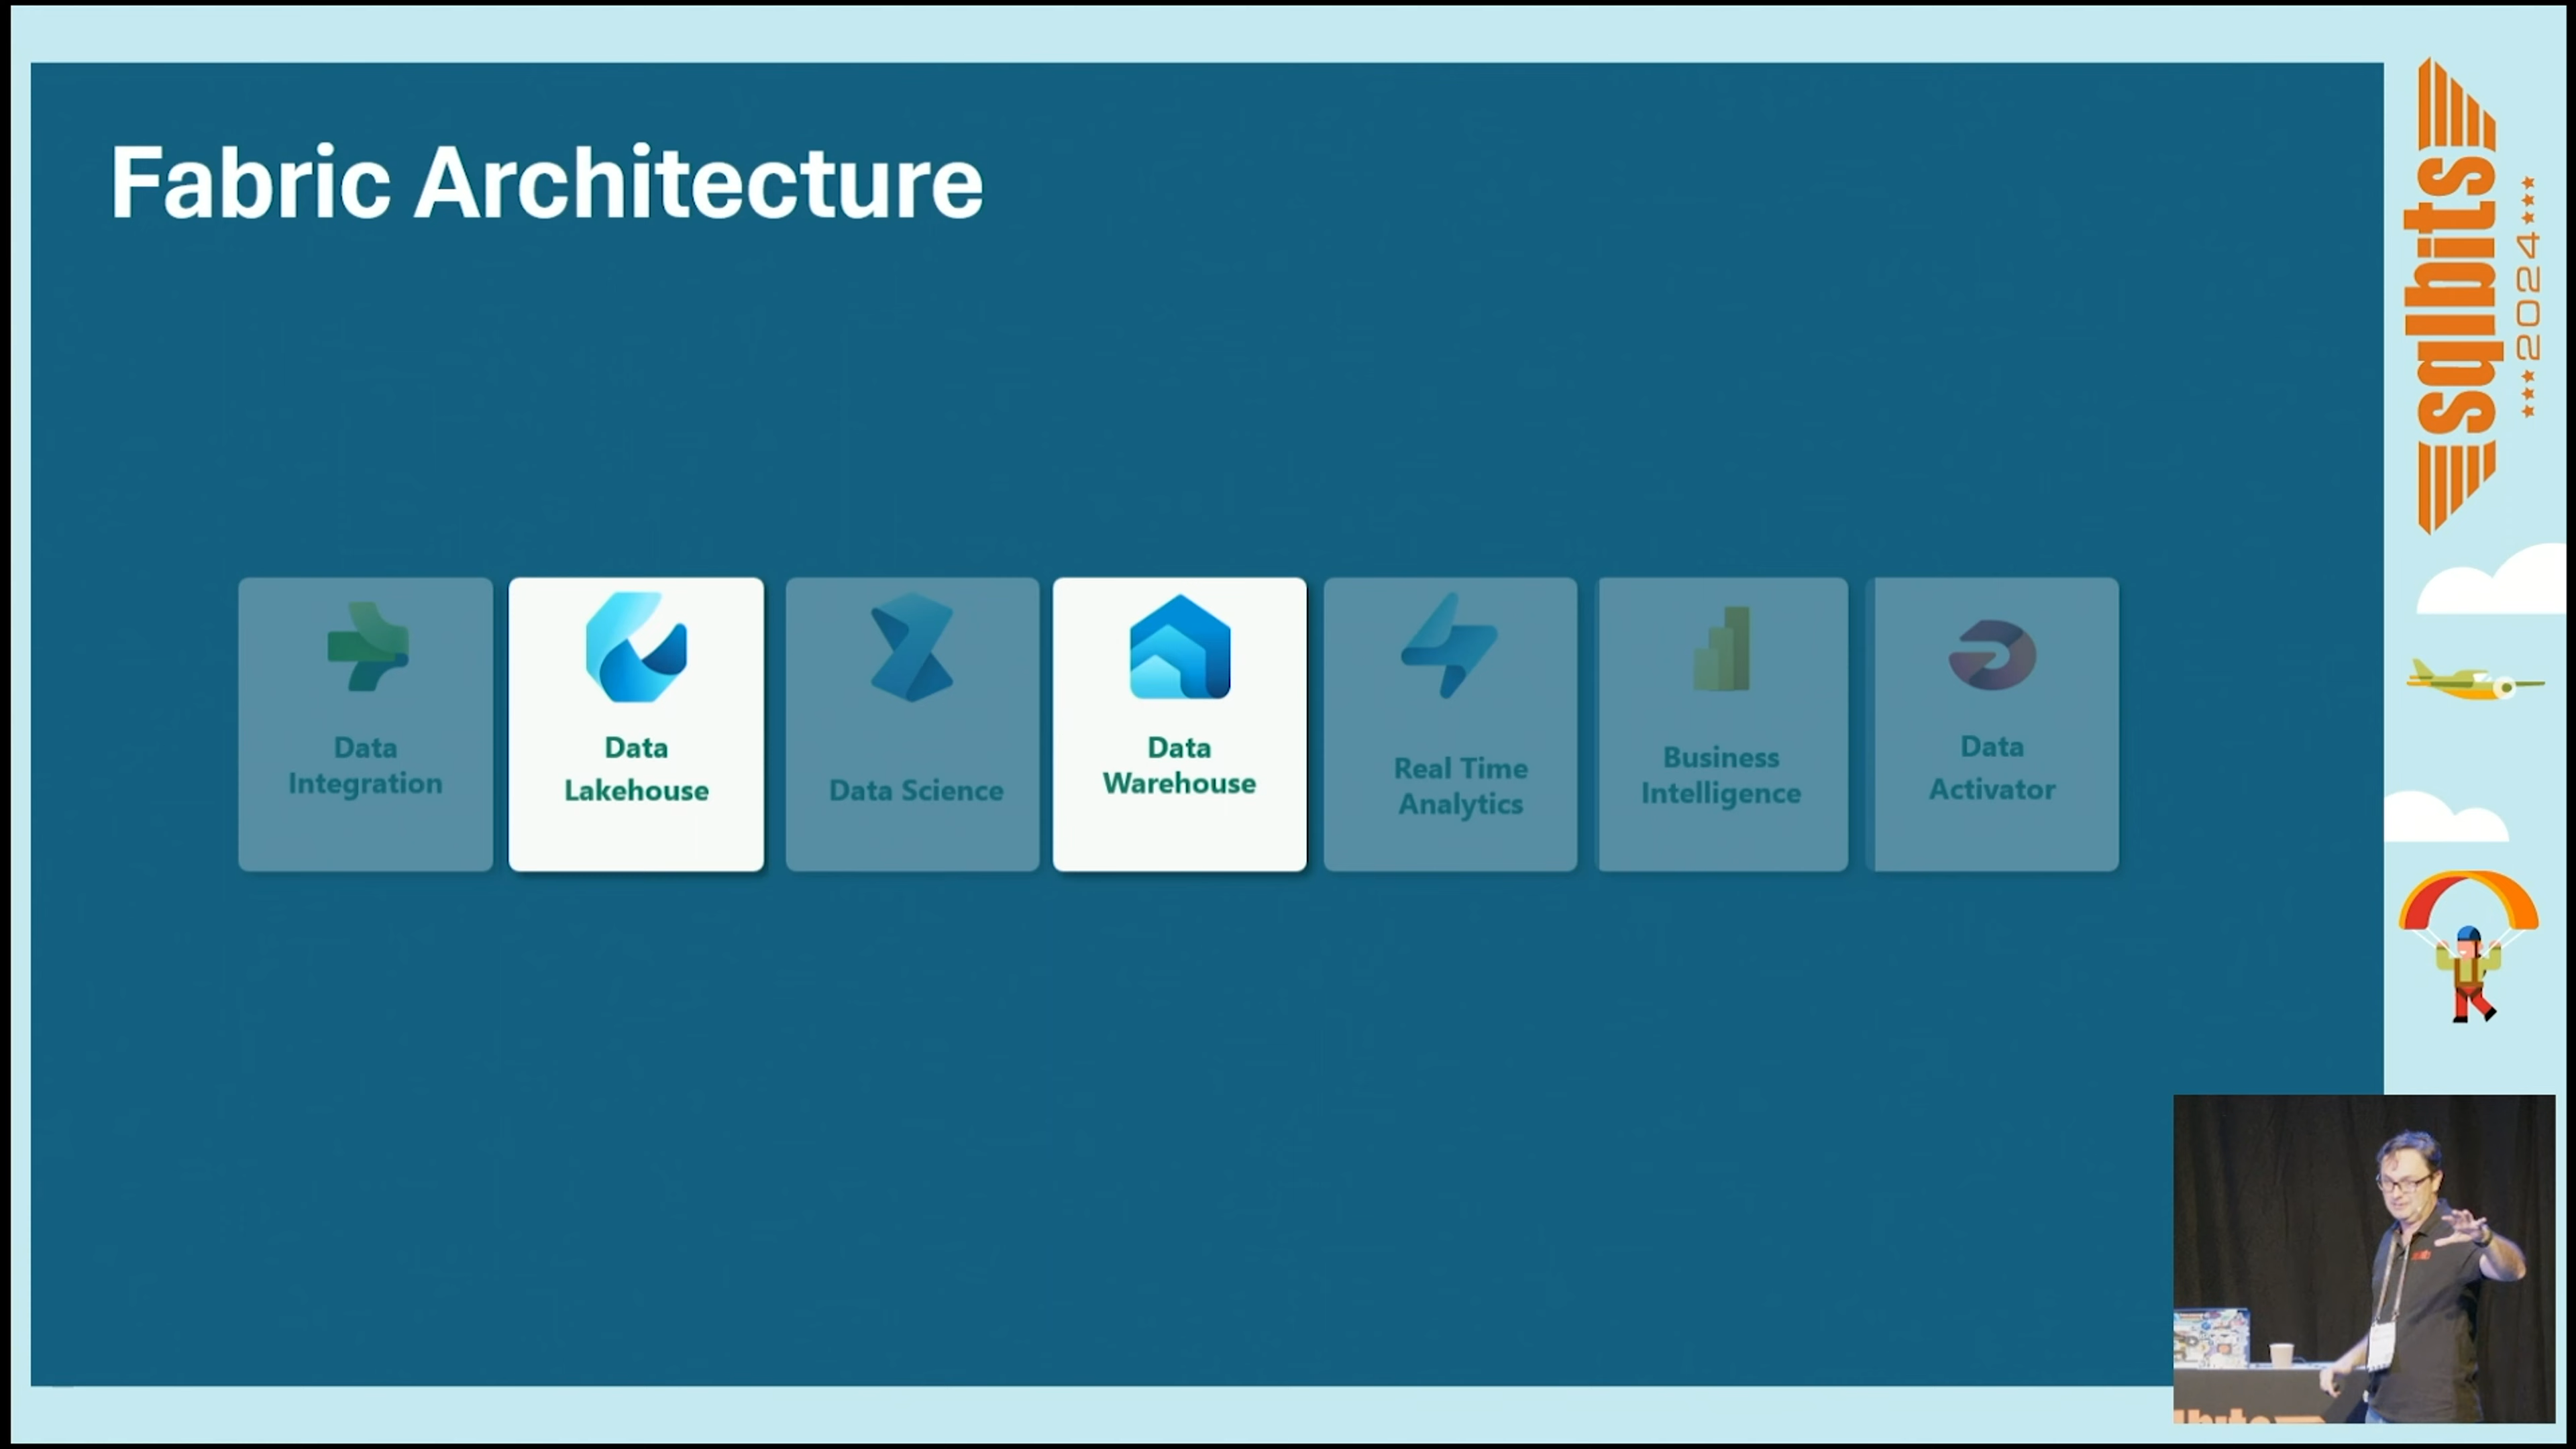 Fabric Architecture
Data
Integration
Data
Lakehouse
Data Science
Data
Warehouse
Real Time
Analytics
Business
Intelligence
Data
Activator
sqlbits
2024